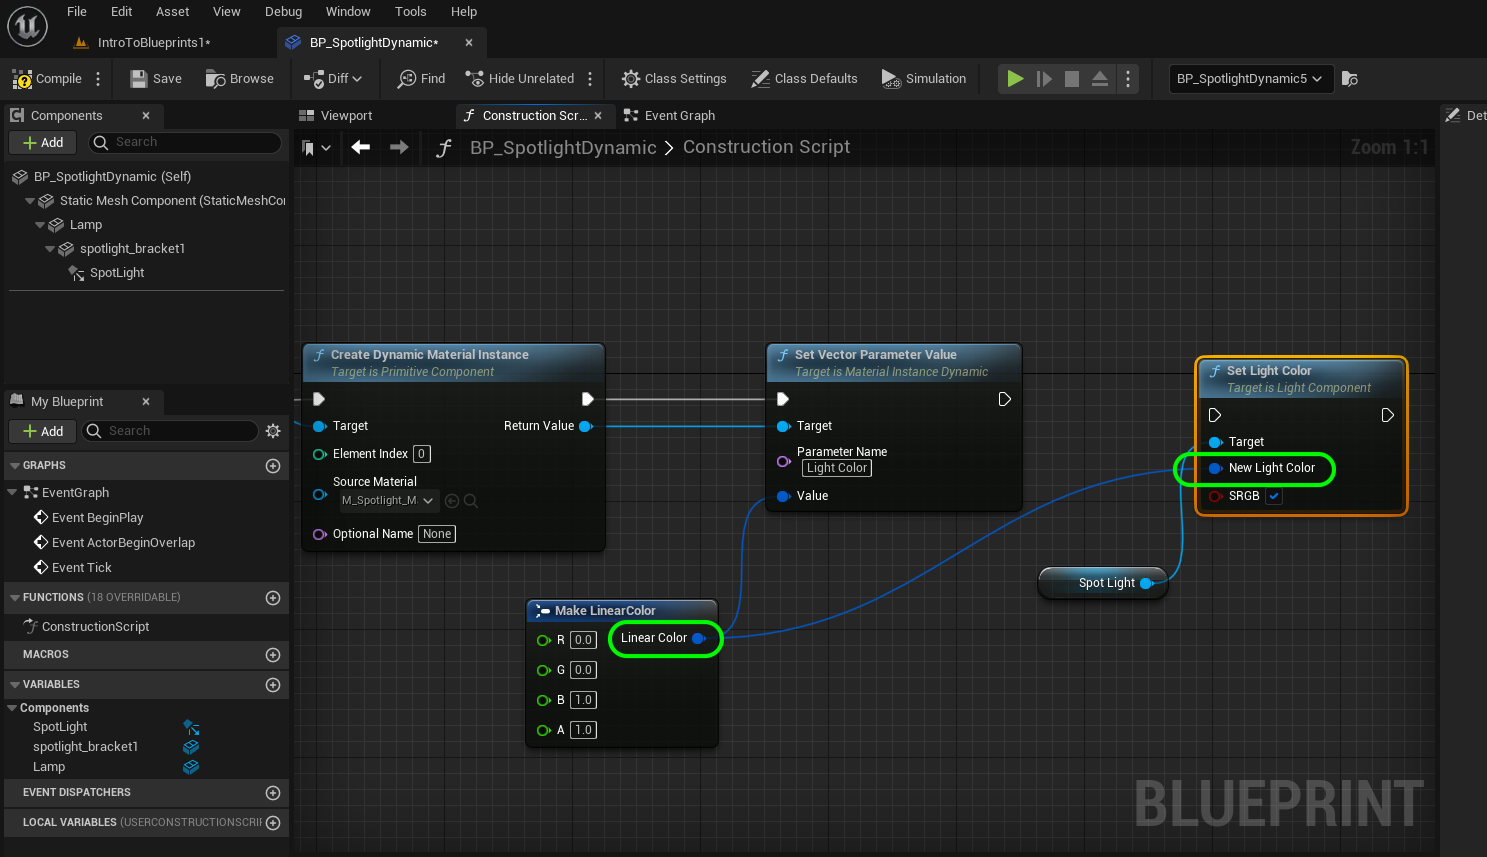 File Edit Asset View Debug Window Tools Help
IntroToBlueprints1*
BP_SpotlightDynamic*
Compile Save Browse Diff Find Hide Unrelated Class Settings Class Defaults Simulation BP_SpotlightDynamic5
Components
Viewport
Construction Scr...
Event Graph
Det
Add
Search
BP_SpotlightDynamic > Construction Script
Zoom 1:1
BP_SpotlightDynamic (Self)
Static Mesh Component (StaticMeshCor
Lamp
spotlight_bracket1
SpotLight
My Blueprint
Add
Search
GRAPHS
EventGraph
Event BeginPlay
Event ActorBeginOverlap
Event Tick
FUNCTIONS (18 OVERRIDABLE)
ConstructionScript
MACROS
VARIABLES
Components
SpotLight
spotlight_bracket1
Lamp
EVENT DISPATCHERS
LOCAL VARIABLES (USERCONSTRUCTIONSCRIF
Create Dynamic Material Instance
Target is Primitive Component
Target
Return Value
Element Index 0
Source Material
M_Spotlight_M
Optional Name None
Set Vector Parameter Value
Target is Material Instance Dynamic
Target
Parameter Name
Light Color
Value
Set Light Color
Target is Light Component
Target
New Light Color
SRGB
Spot Light
Make LinearColor
R 0.0
Linear Color
G 0.0
B 1.0
A 1.0
BLUEPRINT